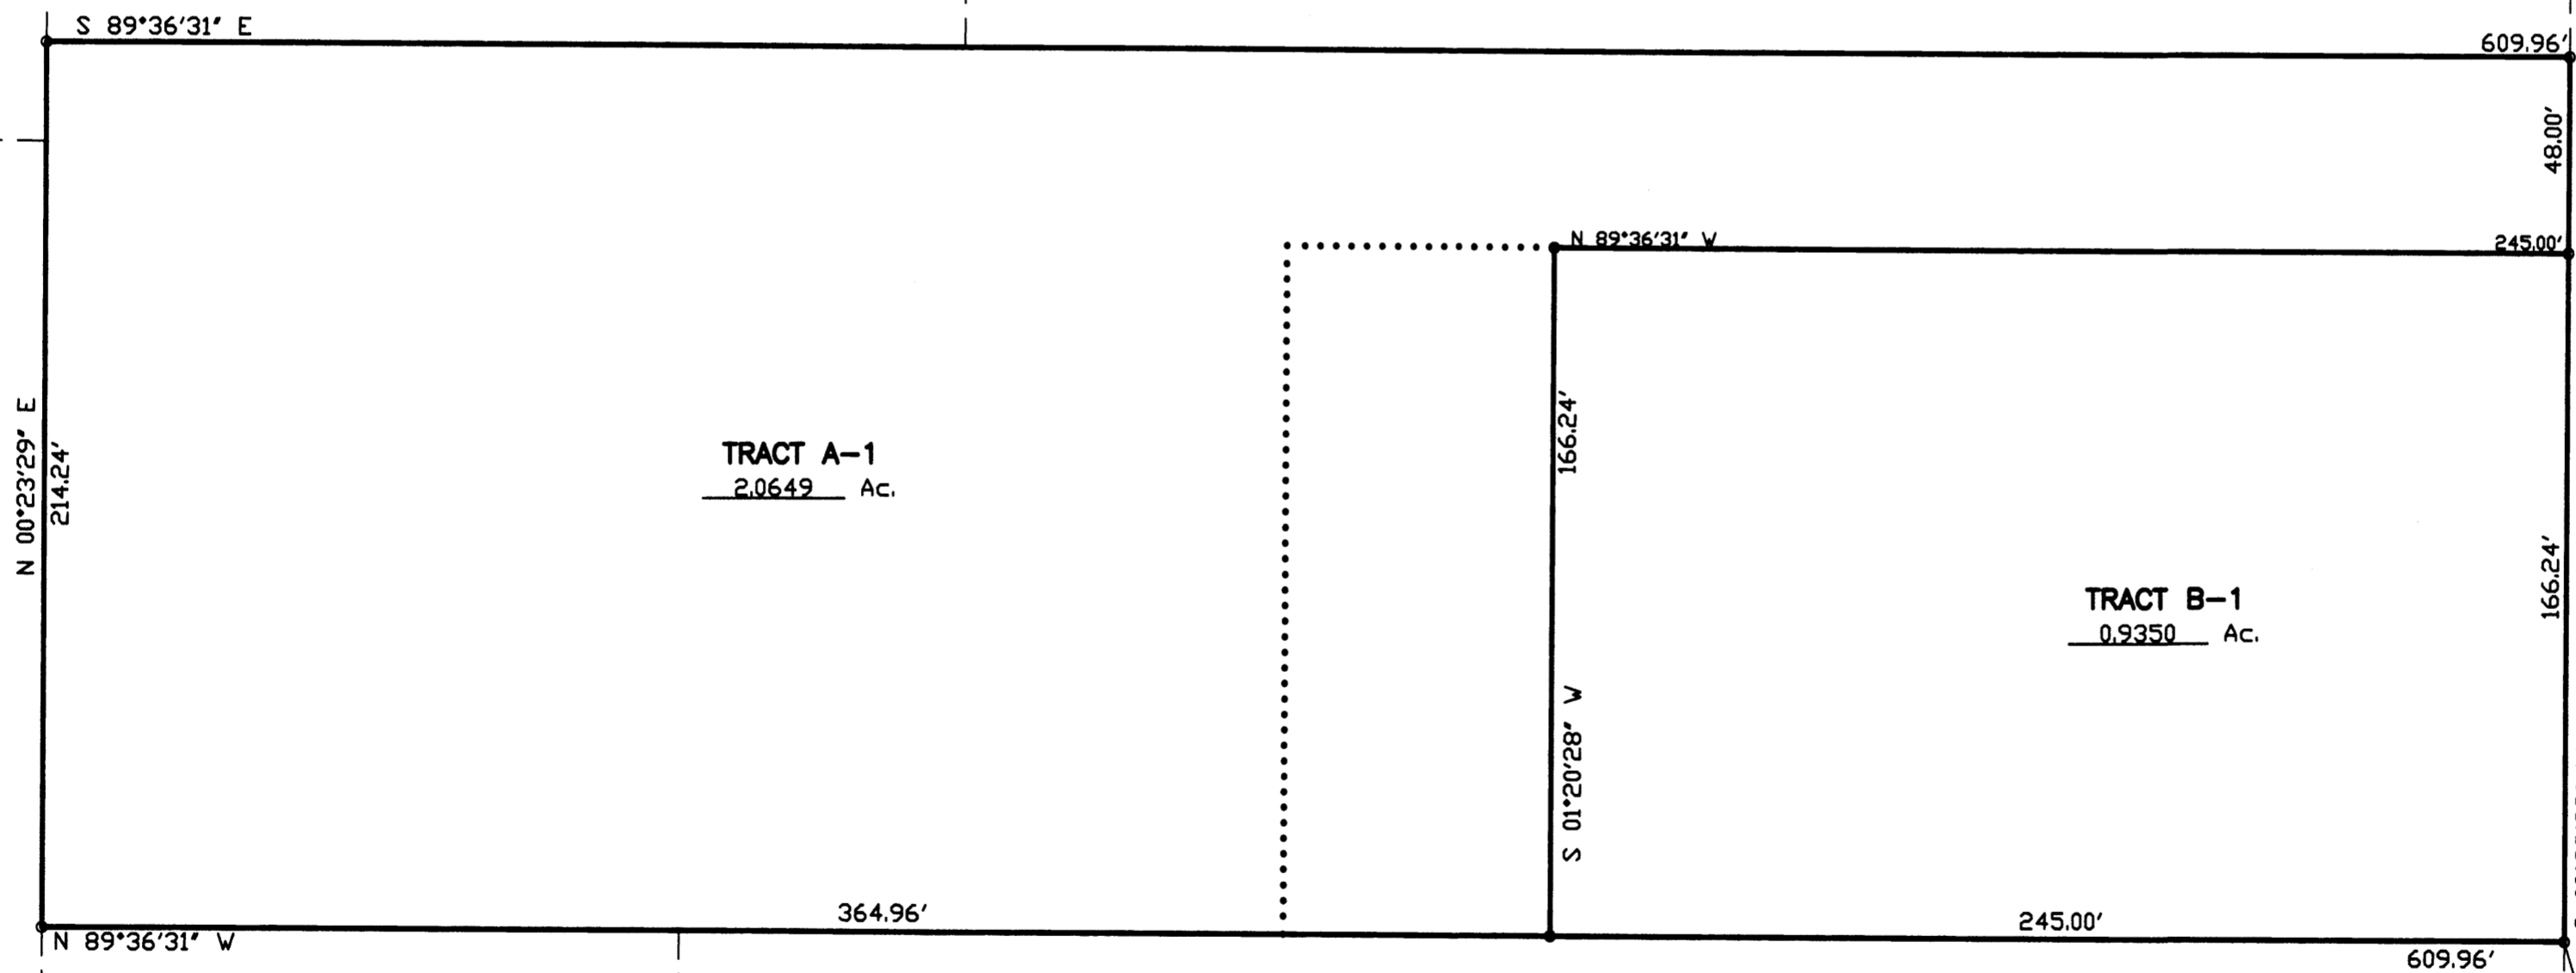 S 89°36'31" E
609.96'
48.00'
N 89°36'31" W
245.00'
N 00°23'29" E
214.24'
TRACT A-1
2.0649 Ac.
166.24'
S 01°20'28" W
166.24'
TRACT B-1
0.9350 Ac.
364.96'
245.00'
N 89°36'31" W
609.96'